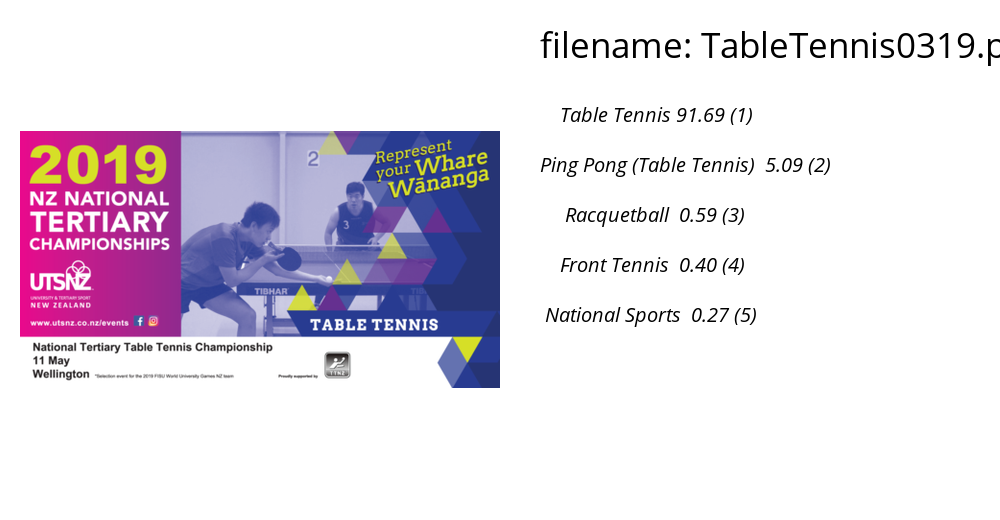 filename: TableTennis0319.p
Table Tennis 91.69 (1)
Ping Pong (Table Tennis) 5.09 (2)
Racquetball 0.59 (3)
Front Tennis 0.40 (4)
National Sports 0.27 (5)
2019
NZ NATIONAL
TERTIARY
CHAMPIONSHIPS
UTSNZ
UNIVERSITY & TERTIARY SPORT
NEW ZEALAND
www.utsnz.co.nz/events
2
3
Represent
your Whare
Wānanga
TIBHAR
TABLE TENNIS
National Tertiary Table Tennis Championship
11 May
Wellington *Selection event for the 2019 FISU World University Games NZ team
Proudly supported by
TTNZ